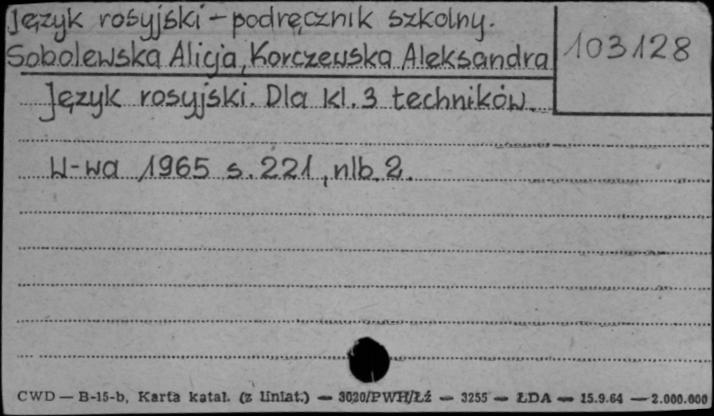 Język rosyjski - podręcznik szkolny.
Sobolewska Alicja, Korczewska Aleksandra
103128
Język rosyjski. Dla kl. 3 techników.
W-wa 1965 s. 221, nlb. 2.
CWD — B-15-b, Karta katal. (z liniat.) — 3020/PWH/Łź — 3255 — ŁDA — 15.9.64 — 2.000.000